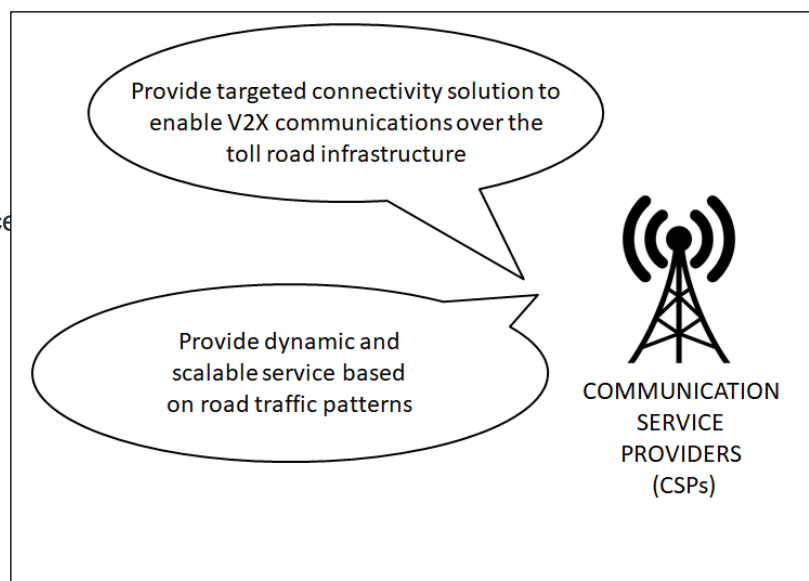 Provide targeted connectivity solution to
enable V2X communications over the
toll road infrastructure
Provide dynamic and
scalable service based
on road traffic patterns
COMMUNICATION
SERVICE
PROVIDERS
(CSPs)